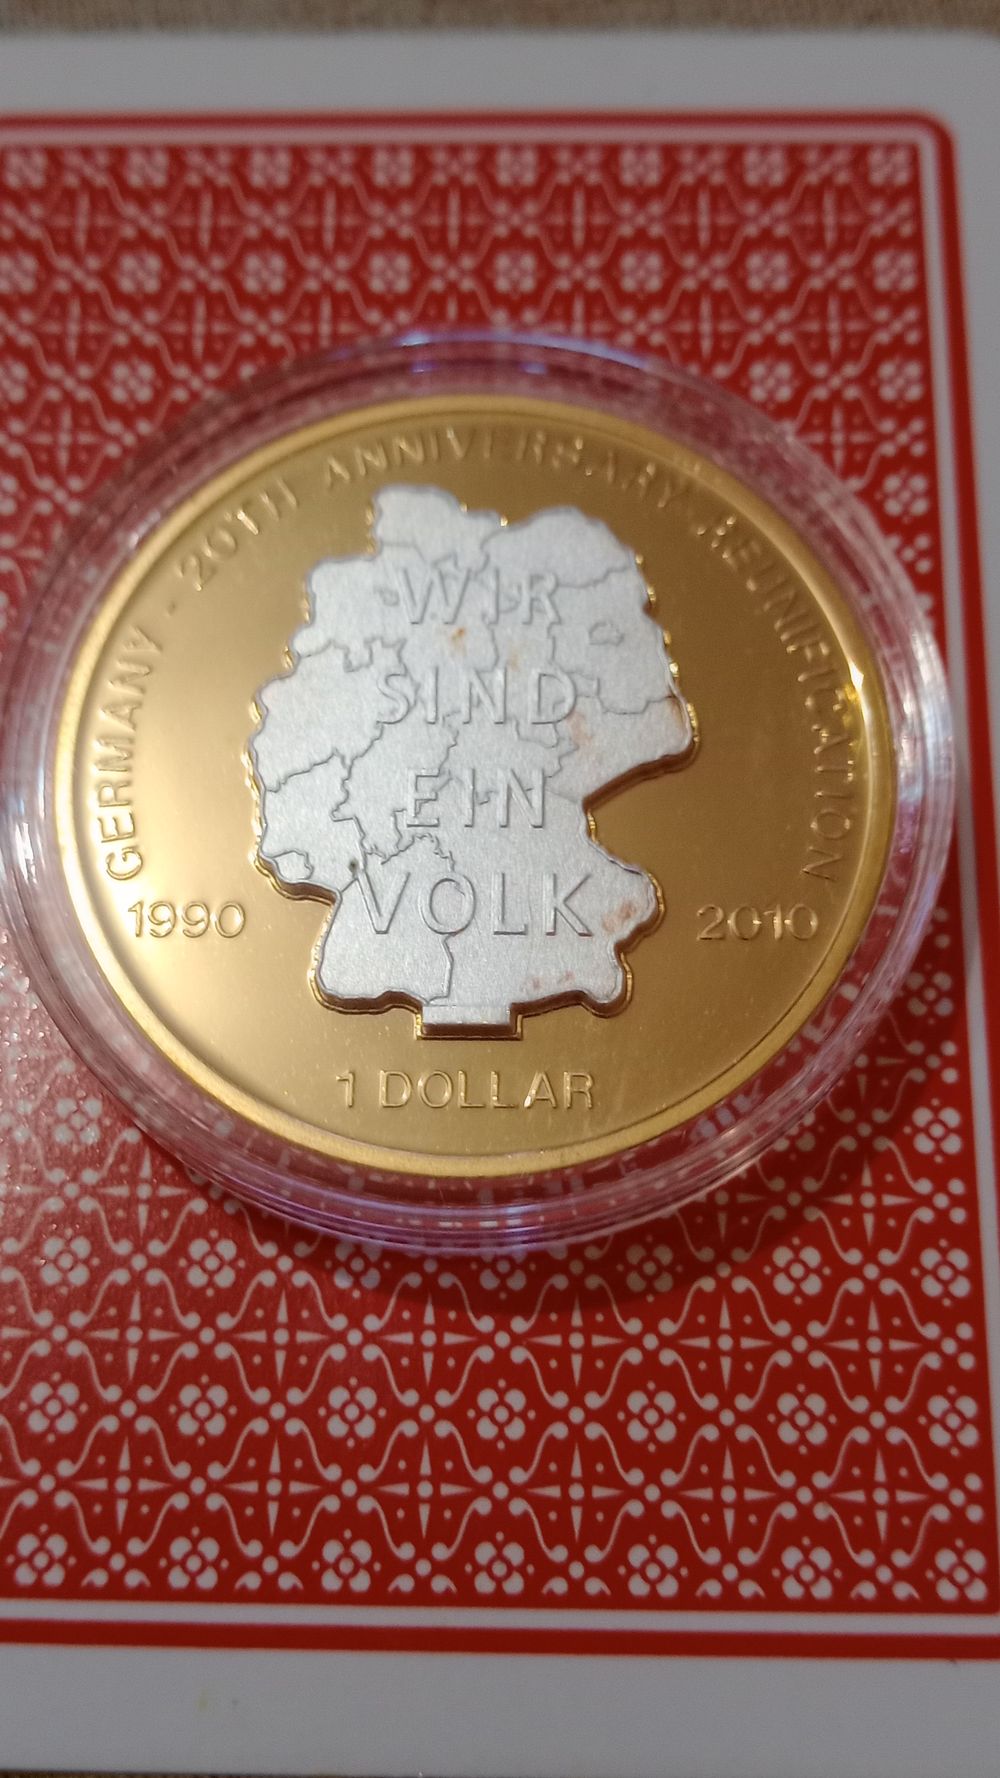 GERMANY - 20TH ANNIVERSARY REUNIFICATION
WIR
SIND
EIN
VOLK
1990
2010
1 DOLLAR